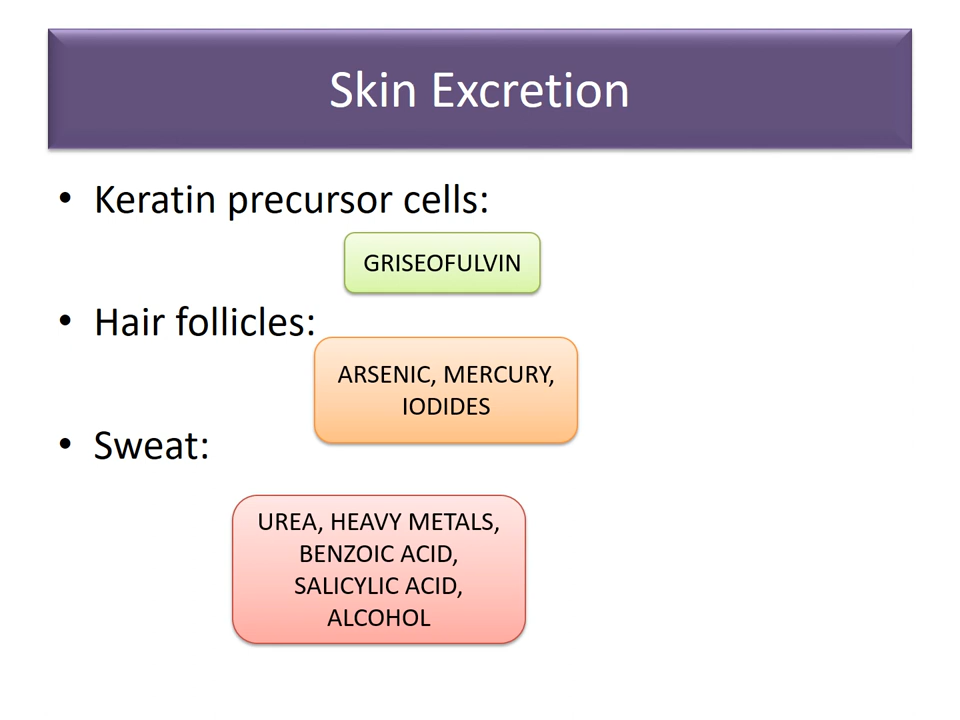 Skin Excretion
• Keratin precursor cells:
GRISEOFULVIN
• Hair follicles:
ARSENIC, MERCURY,
IODIDES
• Sweat:
UREA, HEAVY METALS,
BENZOIC ACID,
SALICYLIC ACID,
ALCOHOL